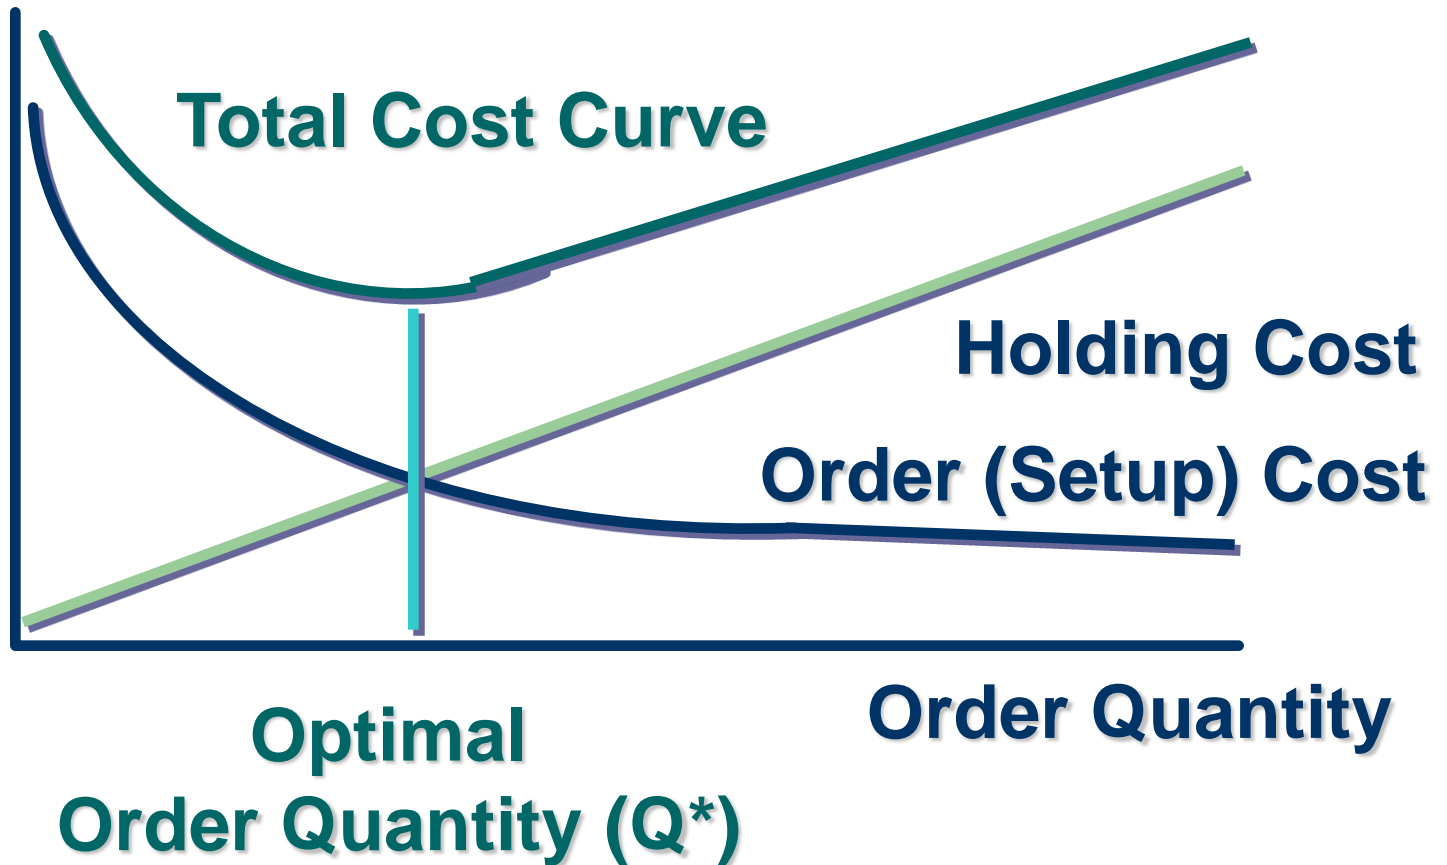 Total Cost Curve
Holding Cost
Order (Setup) Cost
Order Quantity
Optimal
Order Quantity (Q*)